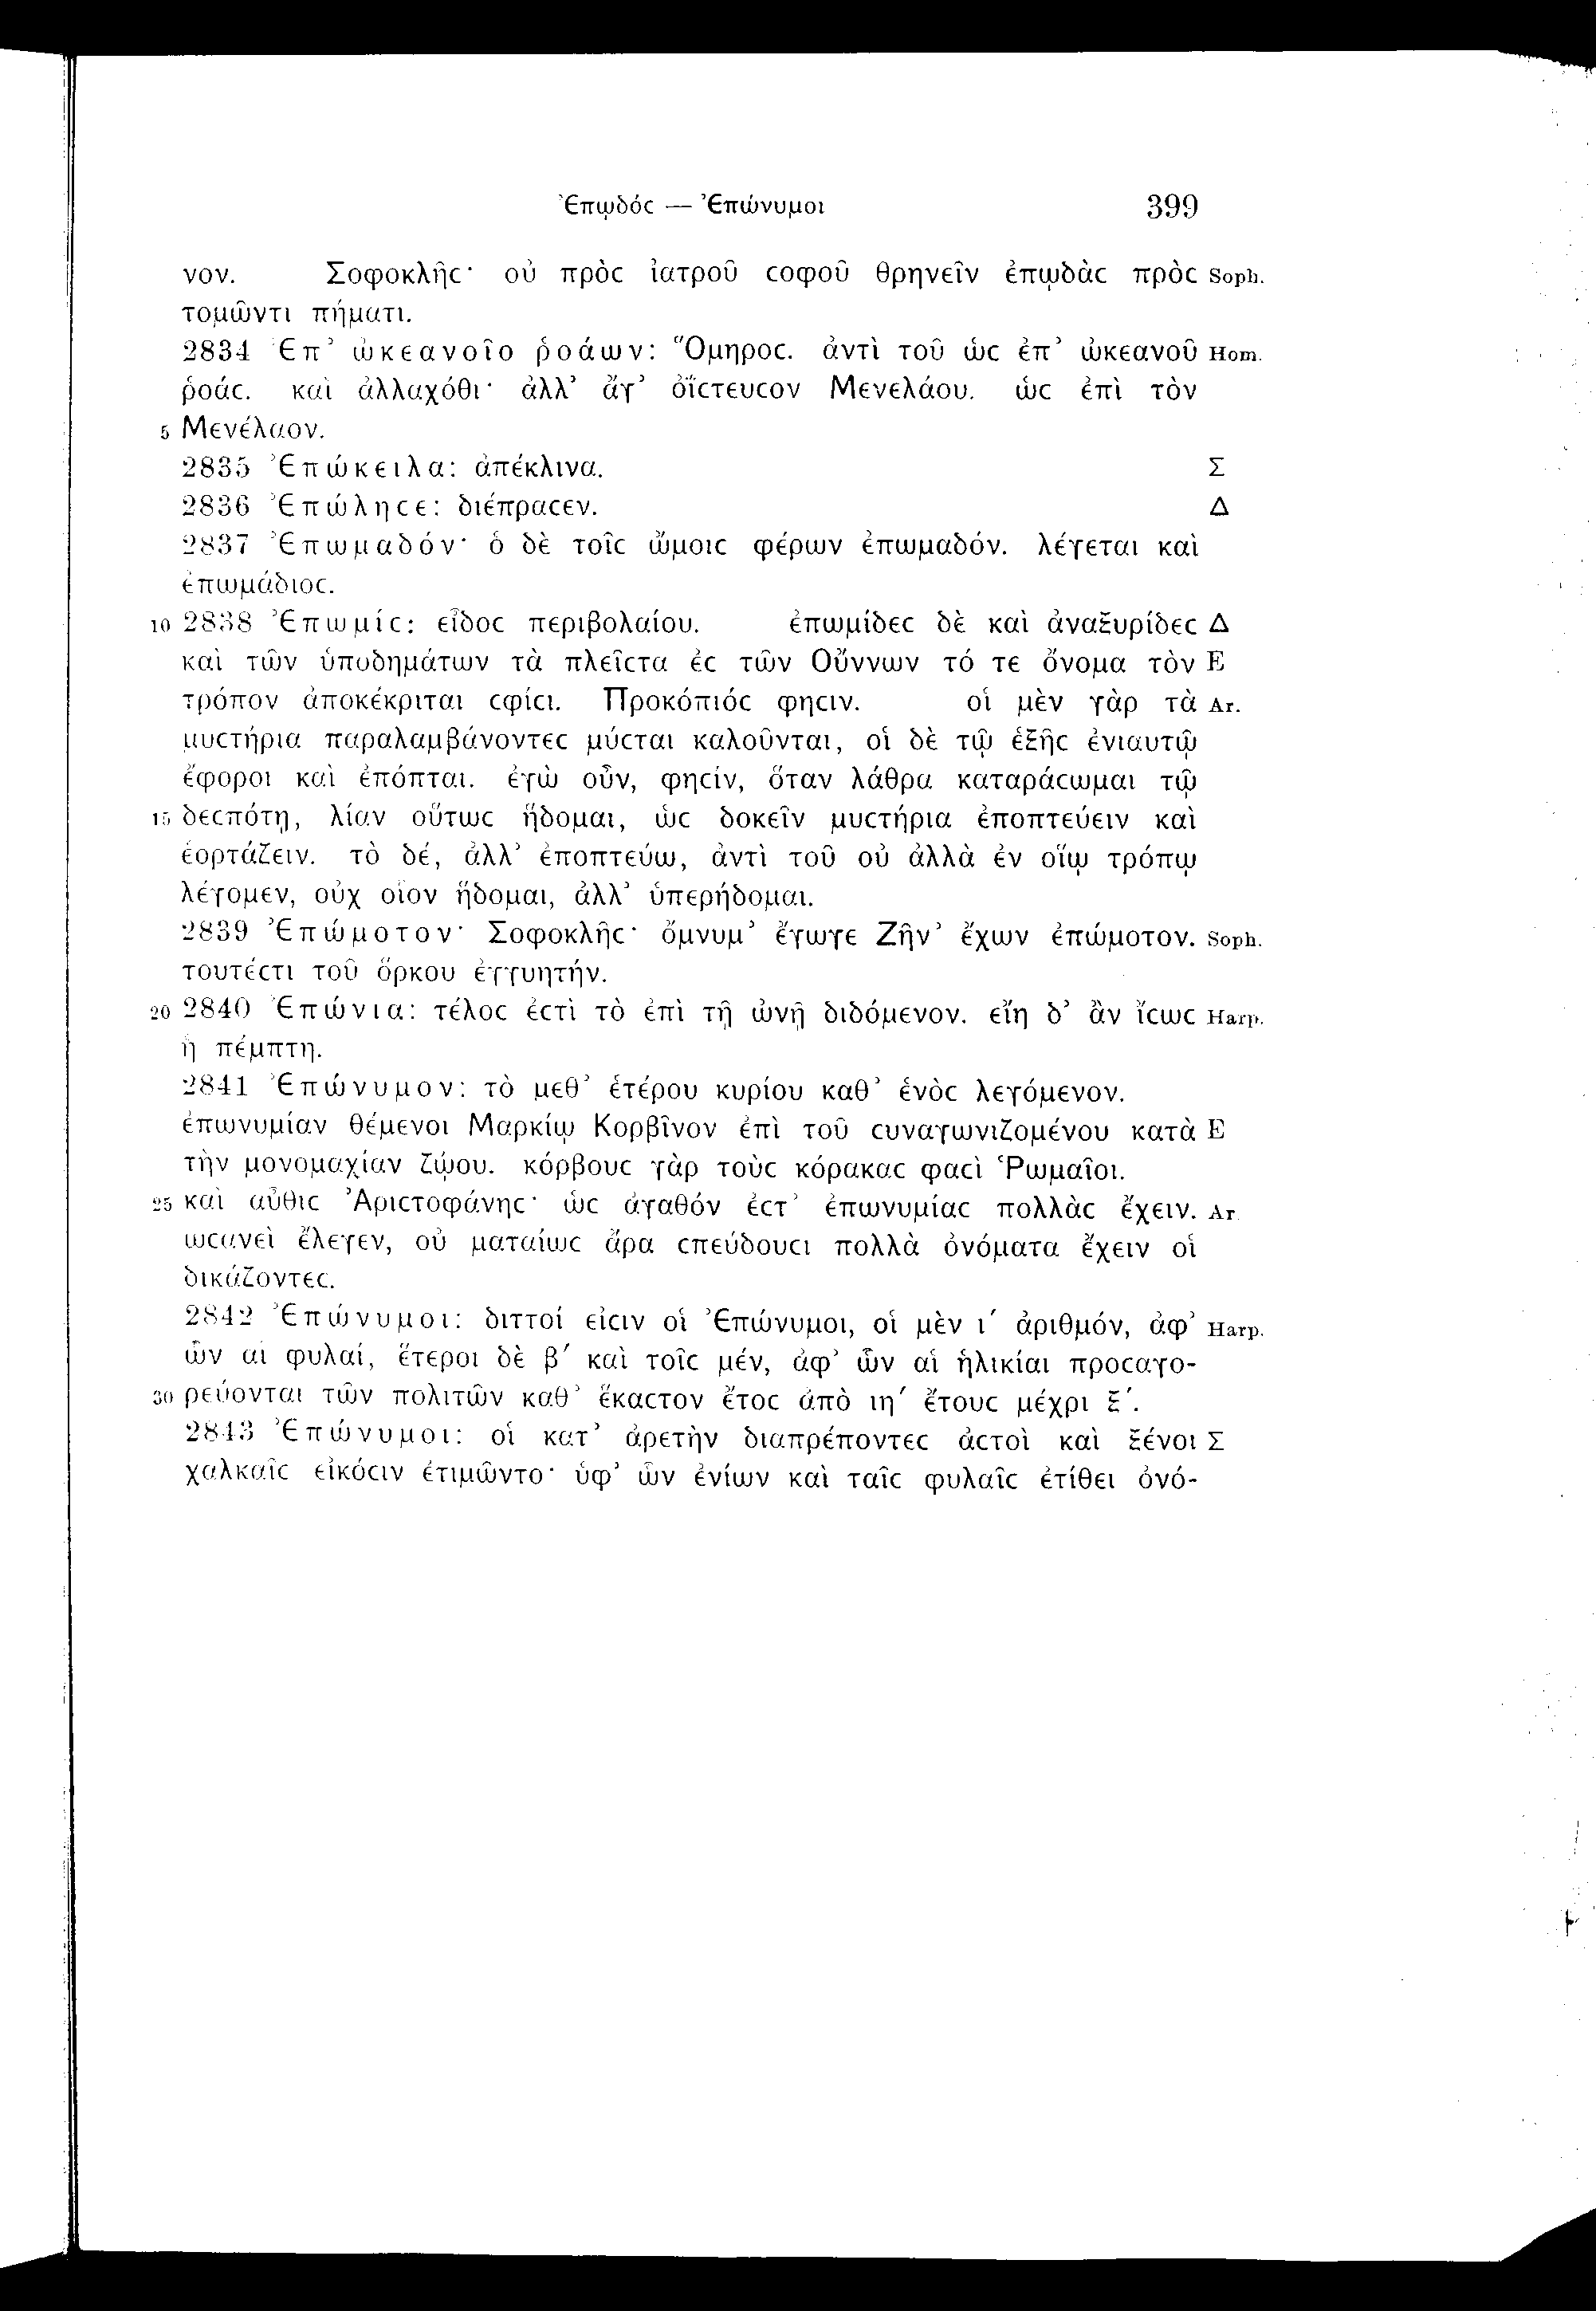 Ἐπῳδόϲ — Ἐπώνυμοι 399
νον. Σοφοκλῆϲ· οὐ πρὸϲ ἰατροῦ ϲοφοῦ θρηνεῖν ἐπῳδὰϲ πρὸϲ Soph.
τομῶντι πήματι.
2834 Ἐπ’ ὠκεανοῖο ῥοάων: Ὅμηροϲ. ἀντὶ τοῦ ὡϲ ἐπ’ ὠκεανοῦ Hom.
ῥοάϲ. καὶ ἀλλαχόθι· ἀλλ’ ἄγ’ ὀΐϲτευϲον Μενελάου. ὡϲ ἐπὶ τὸν
5 Μενέλαον.
2835 Ἐπώκειλα: ἀπέκλινα. Σ
2836 Ἐπώληϲε: διέπραϲεν. Δ
2837 Ἐπωμαδόν· ὁ δὲ τοῖϲ ὤμοιϲ φέρων ἐπωμαδόν. λέγεται καὶ
ἐπωμάδιοϲ.
10 2838 Ἐπωμίϲ: εἶδοϲ περιβολαίου. ἐπωμίδεϲ δὲ καὶ ἀναξυρίδεϲ Δ
καὶ τῶν ὑποδημάτων τὰ πλεῖϲτα ἐϲ τῶν Οὔννων τό τε ὄνομα τὸν E
τρόπον ἀποκέκριται ϲφίϲι. Προκόπιόϲ φηϲιν. οἱ μὲν γὰρ τὰ Ar.
μυϲτήρια παραλαμβάνοντεϲ μύϲται καλοῦνται, οἱ δὲ τῷ ἑξῆϲ ἐνιαυτῷ
ἔφοροι καὶ ἐπόπται. ἐγὼ οὖν, φηϲίν, ὅταν λάθρα καταράϲωμαι τῷ
15 δεϲπότῃ, λίαν οὕτωϲ ἥδομαι, ὡϲ δοκεῖν μυϲτήρια ἐποπτεύειν καὶ
ἑορτάζειν. τὸ δέ, ἀλλ’ ἐποπτεύω, ἀντὶ τοῦ οὐ ἀλλὰ ἐν οἵῳ τρόπῳ
λέγομεν, οὐχ οἷον ἥδομαι, ἀλλ’ ὑπερήδομαι.
2839 Ἐπώμοτον· Σοφοκλῆϲ· ὄμνυμ’ ἔγωγε Ζῆν’ ἔχων ἐπώμοτον. Soph.
τουτέϲτι τοῦ ὅρκου ἐγγυητήν.
20 2840 Ἐπώνια: τέλοϲ ἐϲτὶ τὸ ἐπὶ τῇ ὠνῇ διδόμενον. εἴη δ’ ἂν ἴϲωϲ Harp.
ἡ πέμπτη.
2841 Ἐπώνυμον: τὸ μεθ’ ἑτέρου κυρίου καθ’ ἑνὸϲ λεγόμενον.
ἐπωνυμίαν θέμενοι Μαρκίῳ Κορβῖνον ἐπὶ τοῦ ϲυναγωνιζομένου κατὰ E
τὴν μονομαχίαν ζῴου. κόρβουϲ γὰρ τοὺϲ κόρακαϲ φαϲὶ Ῥωμαῖοι.
25 καὶ αὖθιϲ Ἀριϲτοφάνηϲ· ὡϲ ἀγαθόν ἐϲτ’ ἐπωνυμίαϲ πολλὰϲ ἔχειν. Ar
ὡϲανεὶ ἔλεγεν, οὐ ματαίωϲ ἄρα ϲπεύδουϲι πολλὰ ὀνόματα ἔχειν οἱ
δικάζοντεϲ.
2842 Ἐπώνυμοι: διττοί εἰϲιν οἱ Ἐπώνυμοι, οἱ μὲν ι′ ἀριθμόν, ἀφ’ Harp.
ὧν αἱ φυλαί, ἕτεροι δὲ β′ καὶ τοῖϲ μέν, ἀφ’ ὧν αἱ ἡλικίαι προϲαγο-
30 ρεύονται τῶν πολιτῶν καθ’ ἕκαϲτον ἔτοϲ ἀπὸ ιη′ ἔτουϲ μέχρι ξ′.
2843 Ἐπώνυμοι: οἱ κατ’ ἀρετὴν διαπρέποντεϲ ἀϲτοὶ καὶ ξένοι Σ
χαλκαῖϲ εἰκόϲιν ἐτιμῶντο· ὑφ’ ὧν ἐνίων καὶ ταῖϲ φυλαῖϲ ἐτίθει ὀνό-